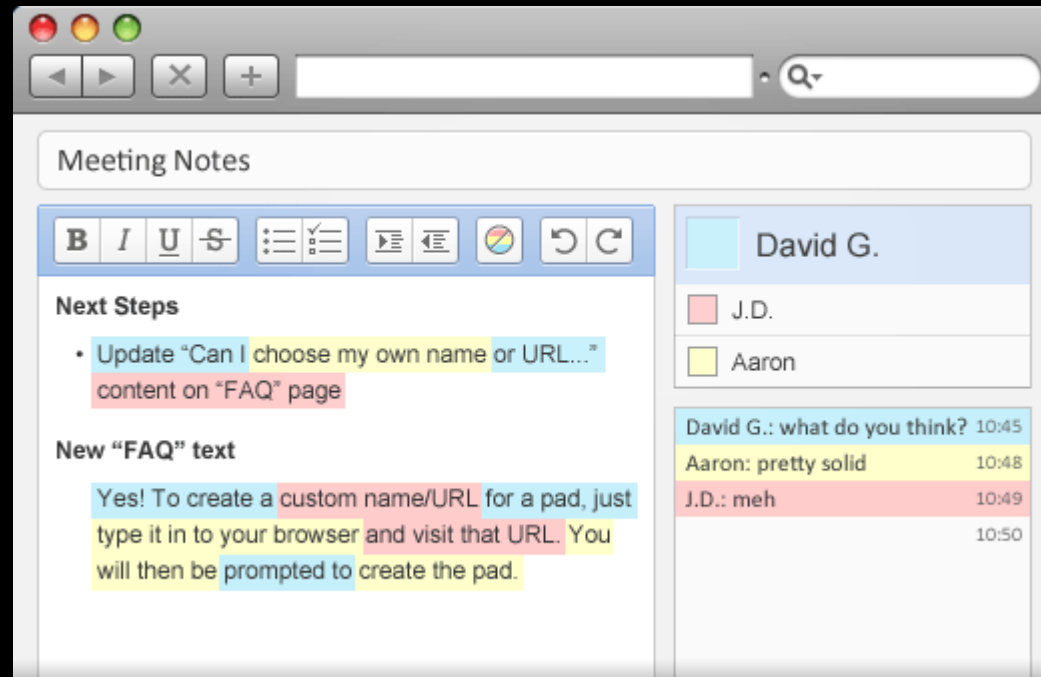 Meeting Notes
B I U S
David G.
J.D.
Aaron
Next Steps
• Update “Can I choose my own name or URL...”
content on “FAQ” page
New “FAQ” text
Yes! To create a custom name/URL for a pad, just
type it in to your browser and visit that URL. You
will then be prompted to create the pad.
David G.: what do you think? 10:45
Aaron: pretty solid 10:48
J.D.: meh 10:49
10:50